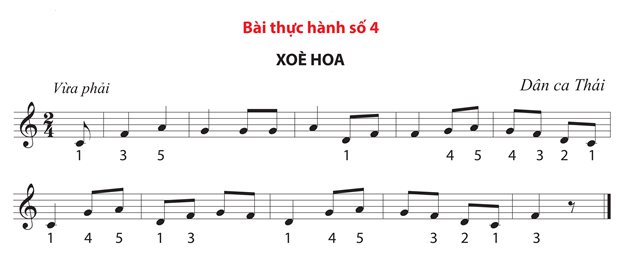 Bài thực hành số 4
XOÈ HOA
Vừa phải
Dân ca Thái
2
4
1 3 5 1 4 5 4 3 2 1
1 4 5 1 3 1 4 5 3 2 1 3